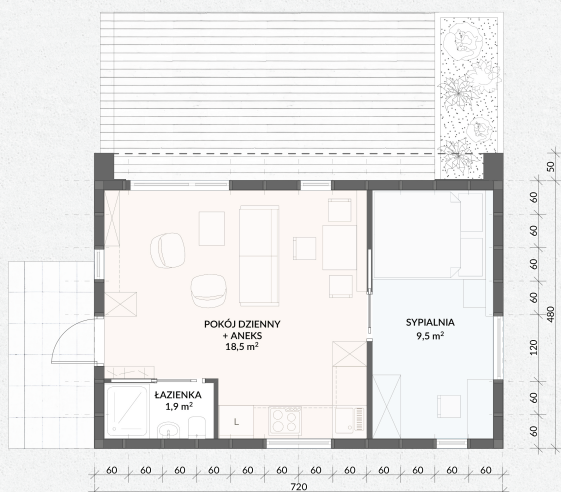 POKÓJ DZIENNY
+ ANEKS
18,5 m²
SYPIALNIA
9,5 m²
ŁAZIENKA
1,9 m²
L
50
60
60
60
60
480
120
60
60
60 60 60 60 60 60 60 60 60 60 60 60
720